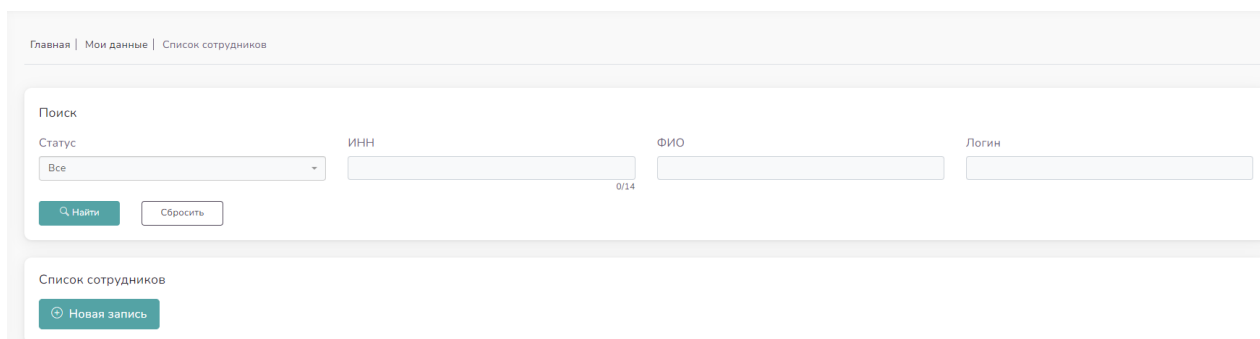 Главная | Мои данные | Список сотрудников
Поиск
Статус ИНН ФИО Логин
Все
0/14
Найти Сбросить
Список сотрудников
Новая запись